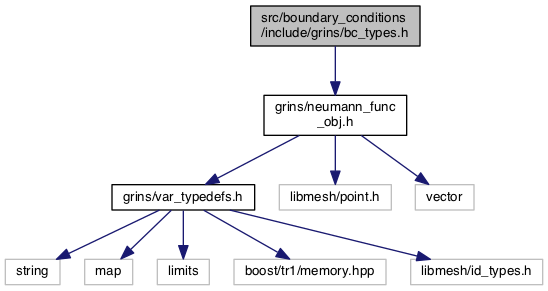 src/boundary_conditions
/include/grins/bc_types.h
grins/neumann_func
_obj.h
grins/var_typedefs.h
libmesh/point.h
vector
string
map
limits
boost/tr1/memory.hpp
libmesh/id_types.h